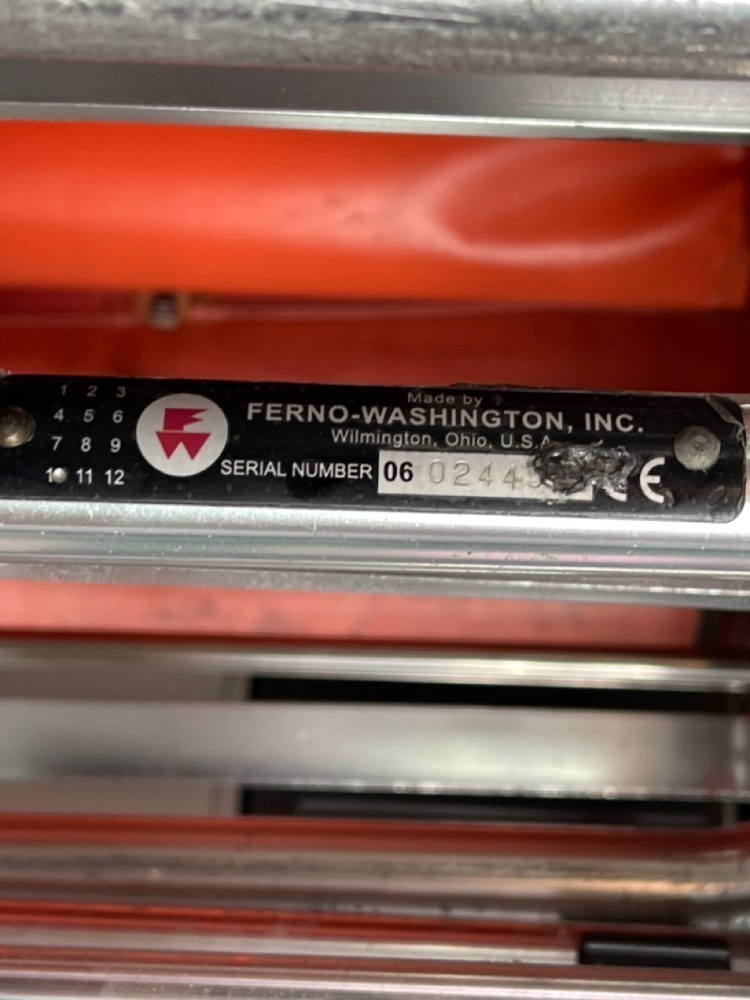 1 2 3
4 5 6
7 8 9
10 11 12
Made by
FERNO-WASHINGTON, INC.
Wilmington, Ohio, U.S.A.
SERIAL NUMBER 06 0244
CE